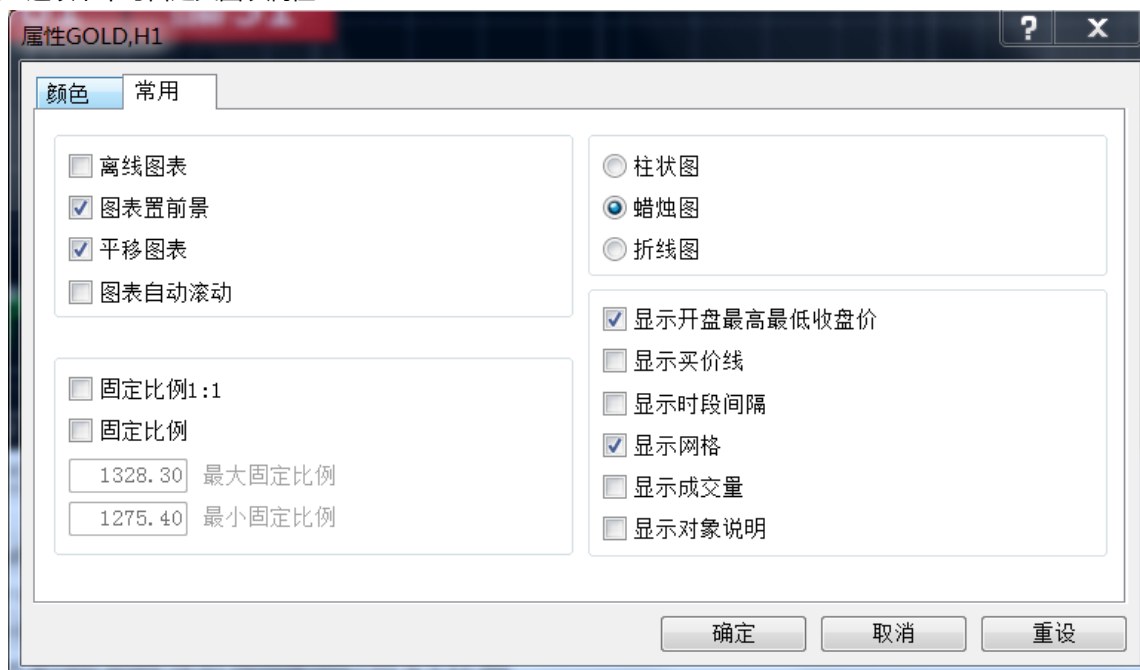 属性GOLD,H1
颜色
常用
离线图表
图表置前景
平移图表
图表自动滚动
固定比例1:1
固定比例
1328.30 最大固定比例
1275.40 最小固定比例
柱状图
蜡烛图
折线图
显示开盘最高最低收盘价
显示买价线
显示时段间隔
显示网格
显示成交量
显示对象说明
确定
取消
重设